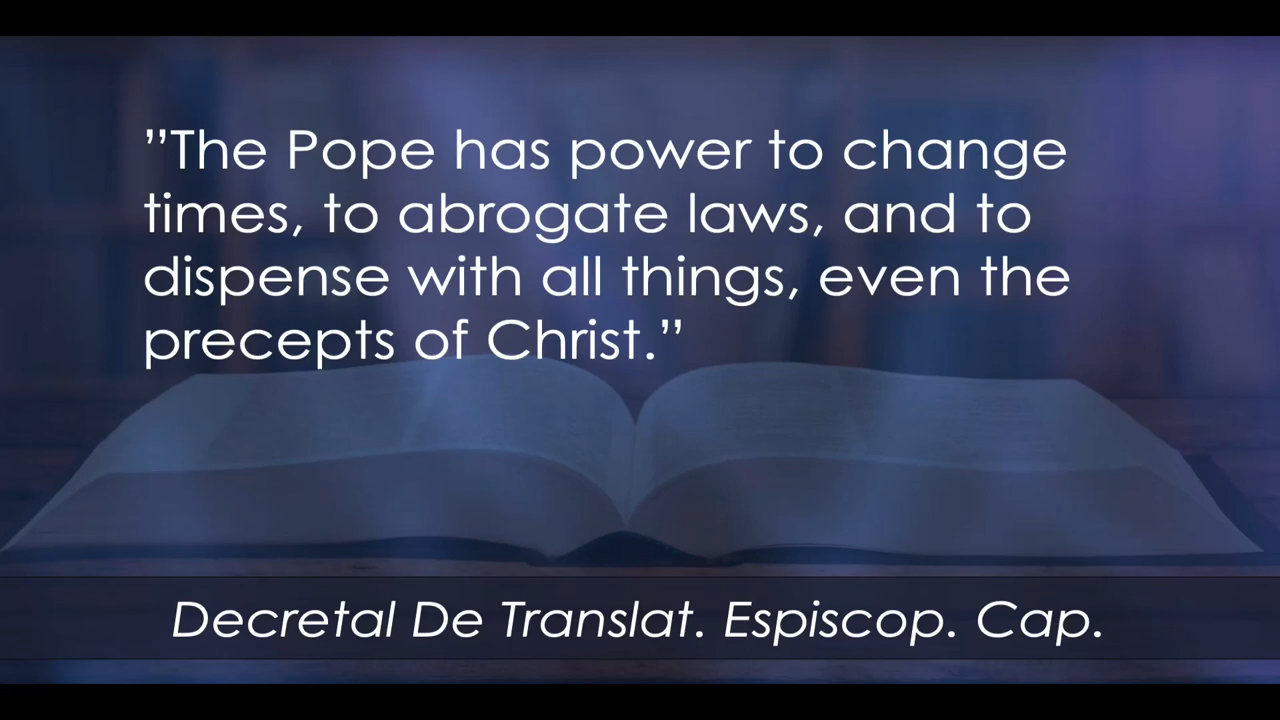 ”The Pope has power to change
times, to abrogate laws, and to
dispense with all things, even the
precepts of Christ.”
Decretal De Translat. Espiscop. Cap.